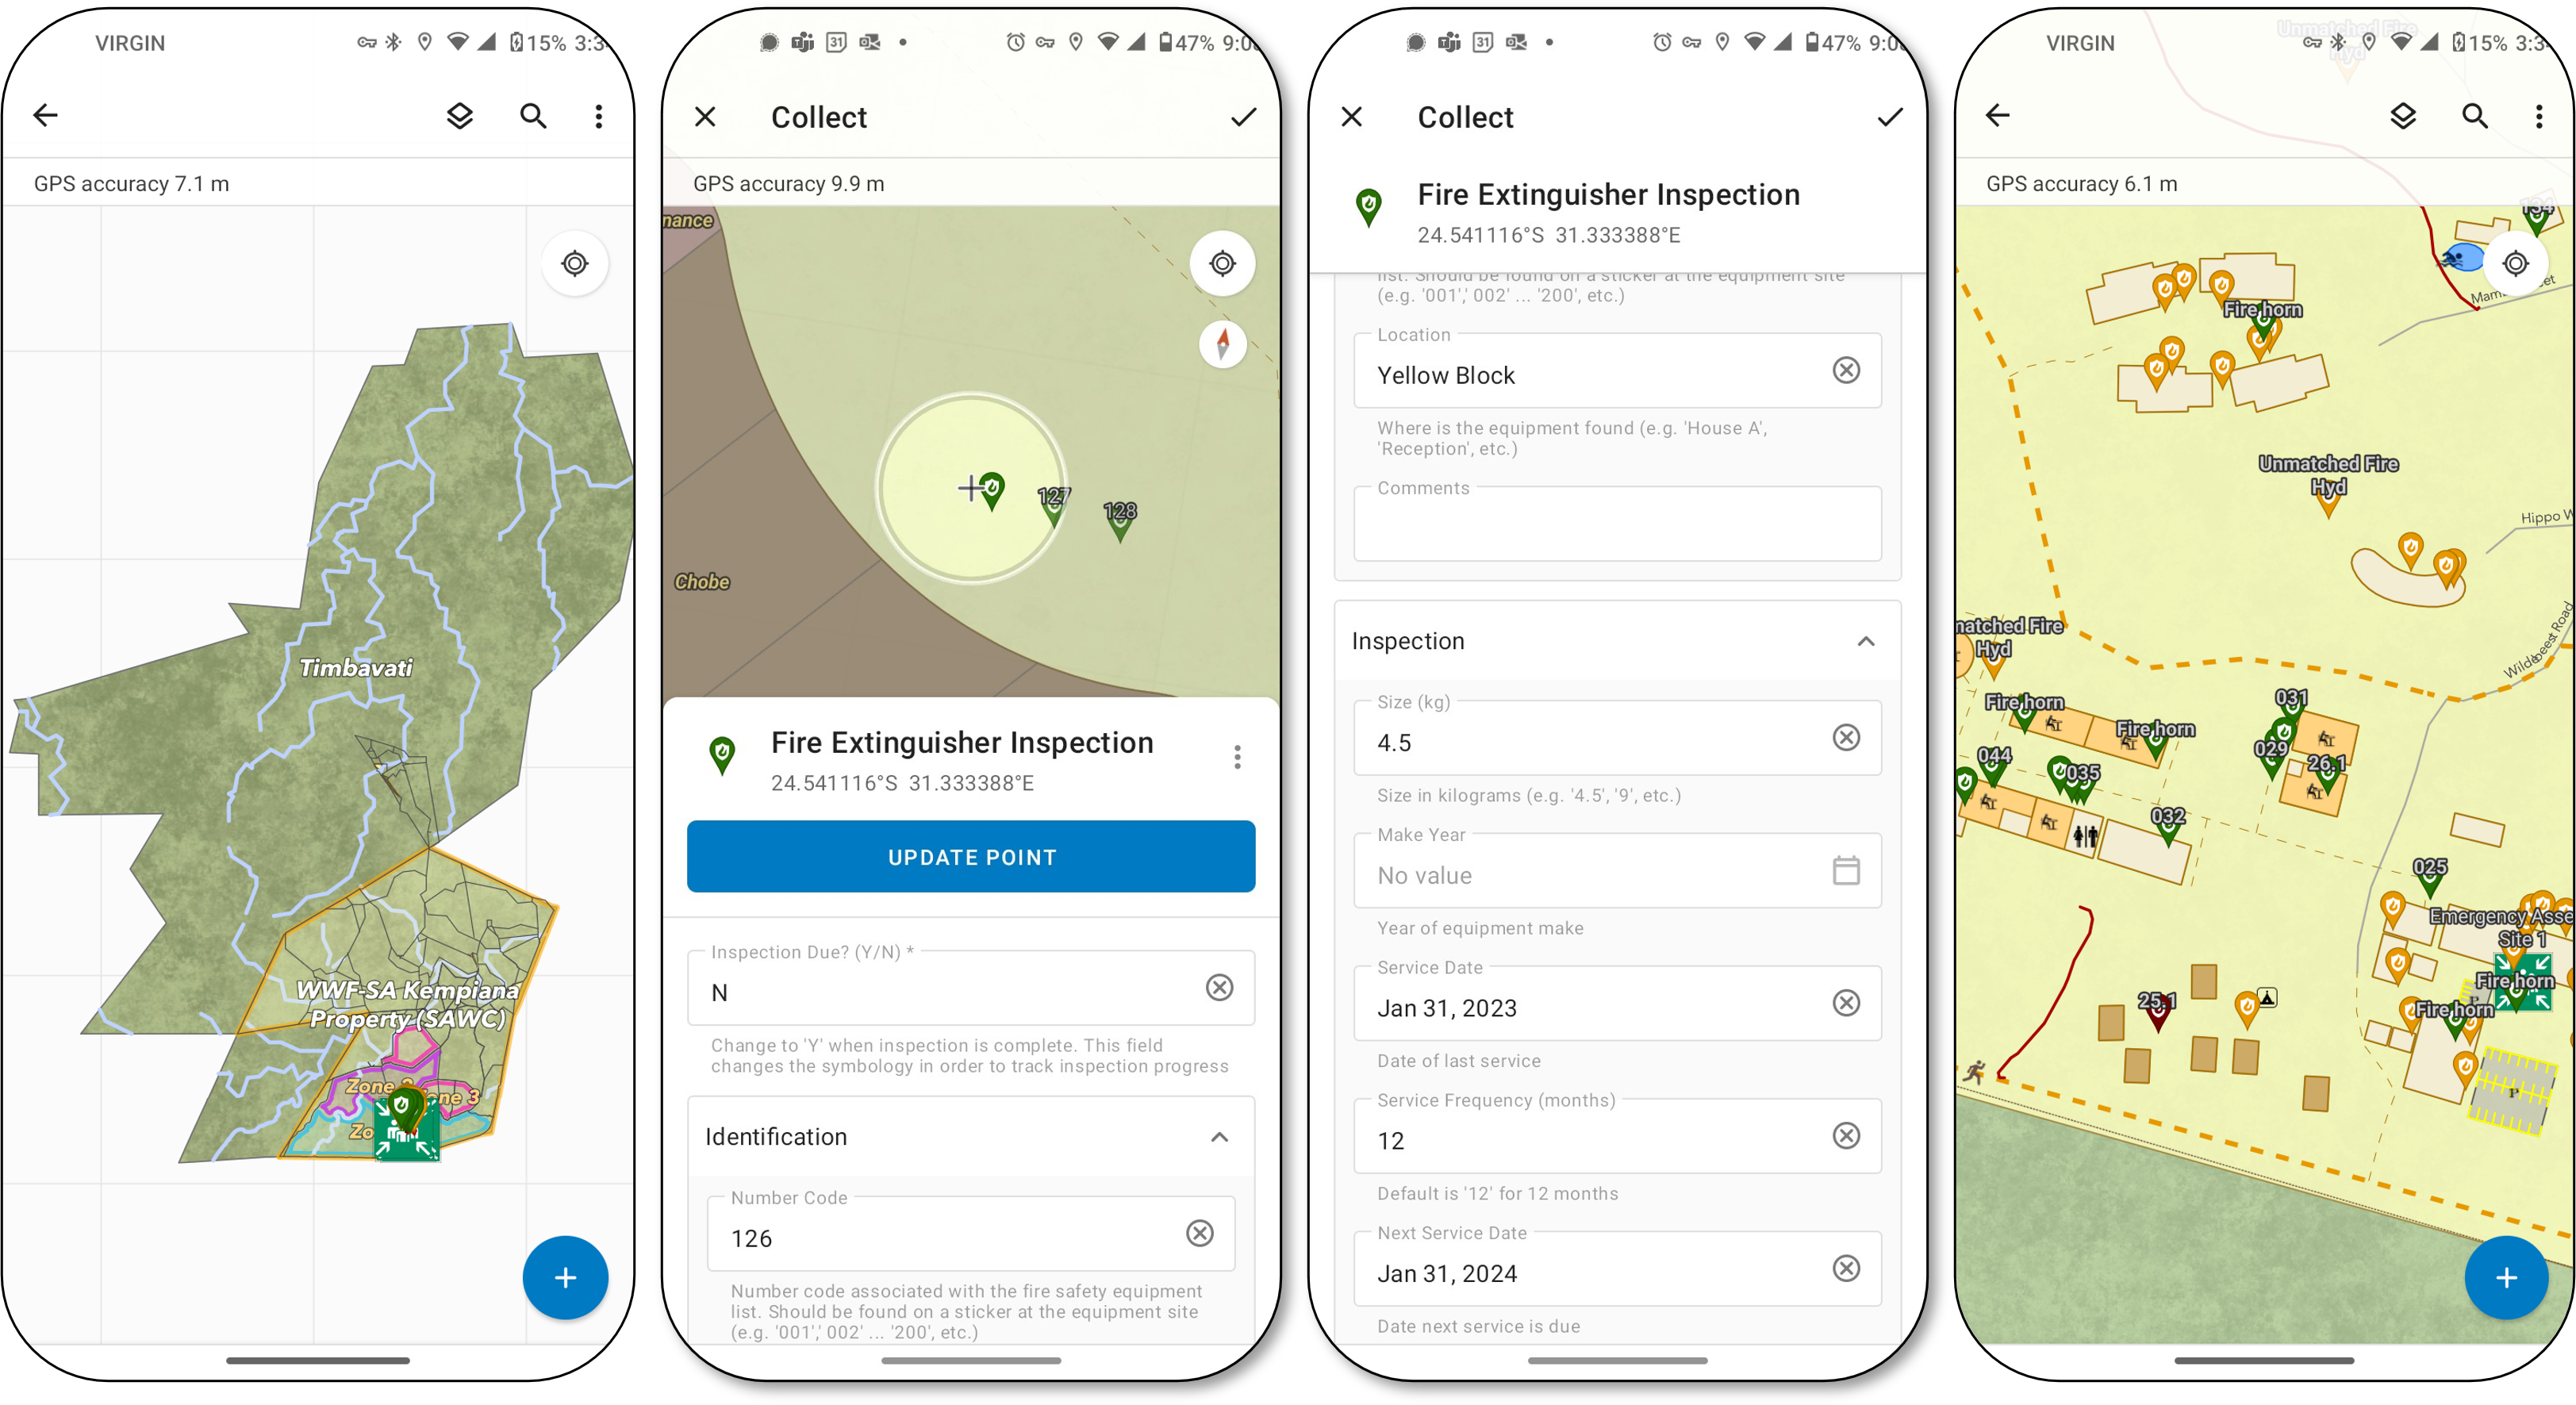 VIRGIN
15% 3:3
GPS accuracy 7.1 m
Timbavati
WWF-SA Kempiana
Property (SAWC)
Zone
ne 3
Zo
31
47% 9:0
Collect
GPS accuracy 9.9 m
nance
127
128
Chobe
Fire Extinguisher Inspection
24.541116°S 31.333388°E
UPDATE POINT
Inspection Due? (Y/N) *
N
Change to 'Y' when inspection is complete. This field
changes the symbology in order to track inspection progress
Identification
Number Code
126
Number code associated with the fire safety equipment
list. Should be found on a sticker at the equipment site
(e.g. '001',' 002' ... '200', etc.)
31
47% 9:0
Collect
Fire Extinguisher Inspection
24.541116°S 31.333388°E
list. Should be found on a sticker at the equipment site
(e.g. '001',' 002' ... '200', etc.)
Location
Yellow Block
Where is the equipment found (e.g. 'House A',
'Reception', etc.)
Comments
Inspection
Size (kg)
4.5
Size in kilograms (e.g. '4.5', '9', etc.)
Make Year
No value
Year of equipment make
Service Date
Jan 31, 2023
Date of last service
Service Frequency (months)
12
Default is '12' for 12 months
Next Service Date
Jan 31, 2024
Date next service is due
Unmatched Fire
Hyd
VIRGIN
15% 3:3
GPS accuracy 6.1 m
134
Mam
eet
Fire horn
Unmatched Fire
Hyd
Hippo W
natched Fire
Hyd
Wildebeest Road
Fire horn
Fire horn
031
029
26.1
044
035
032
025
Emergency Asse
Site 1
Fire horn
Fire horn
25.1
P